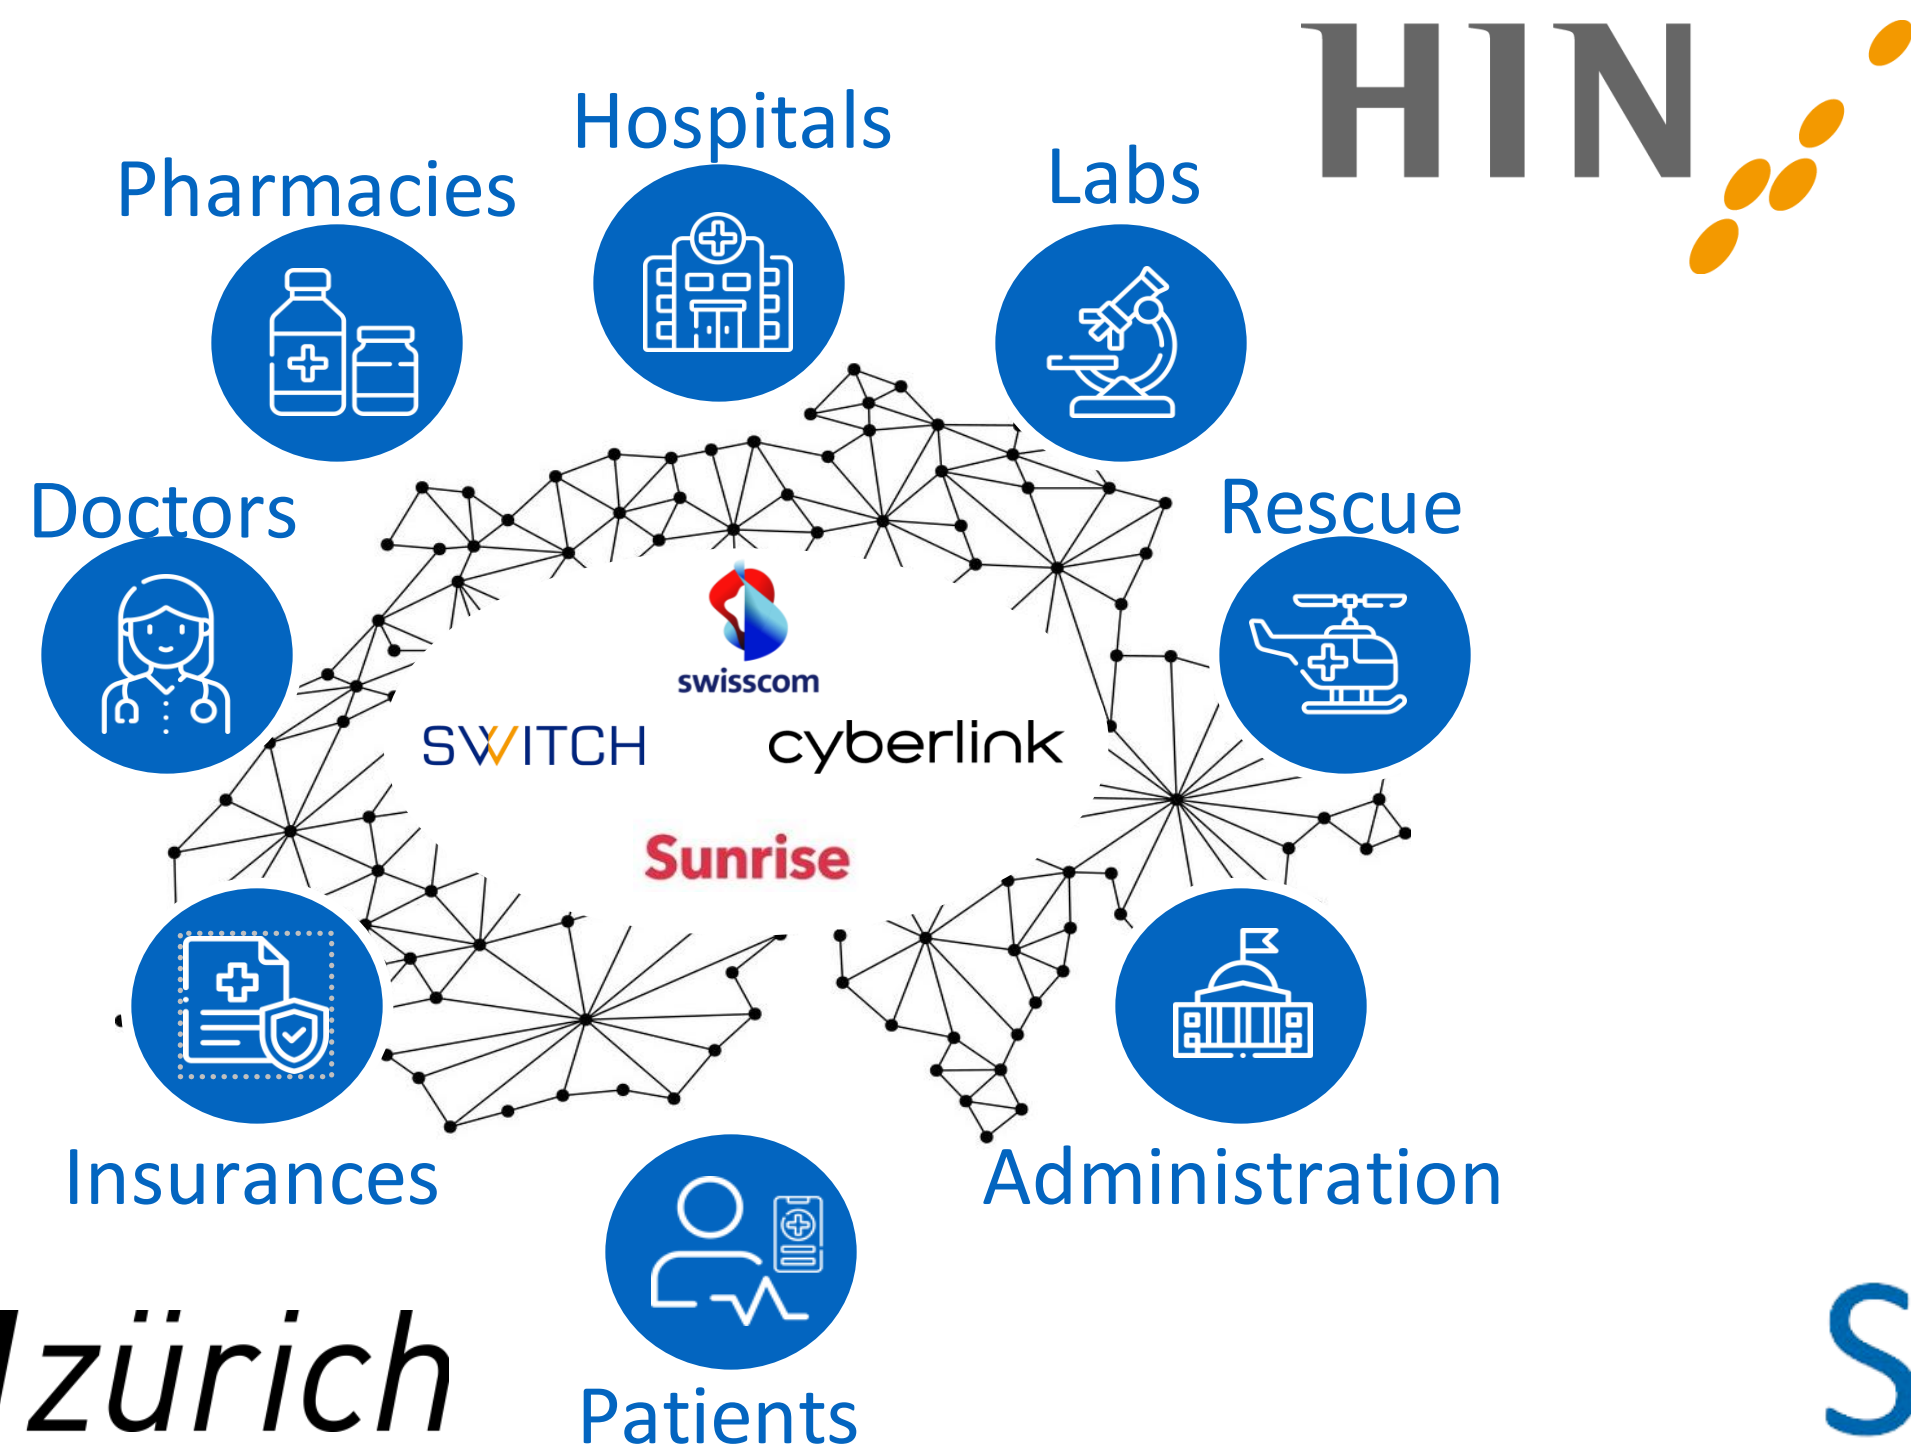 HIN
Hospitals
Labs
Pharmacies
Doctors
Rescue
swisscom
SWITCH
cyberlink
Sunrise
Insurances
Administration
zürich
Patients
S